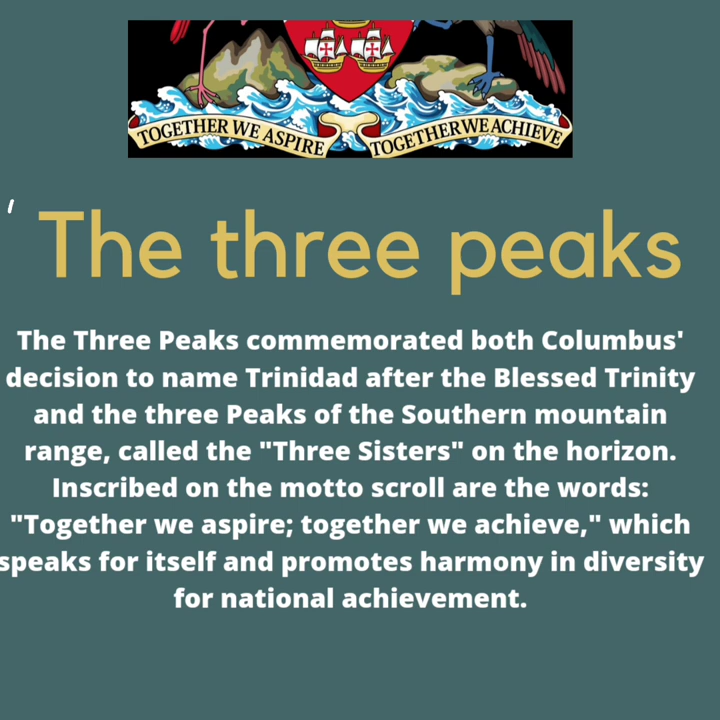 TOGETHER WE ASPIRE TOGETHER WE ACHIEVE
The three peaks
The Three Peaks commemorated both Columbus'
decision to name Trinidad after the Blessed Trinity
and the three Peaks of the Southern mountain
range, called the "Three Sisters" on the horizon.
Inscribed on the motto scroll are the words:
"Together we aspire; together we achieve," which
speaks for itself and promotes harmony in diversity
for national achievement.